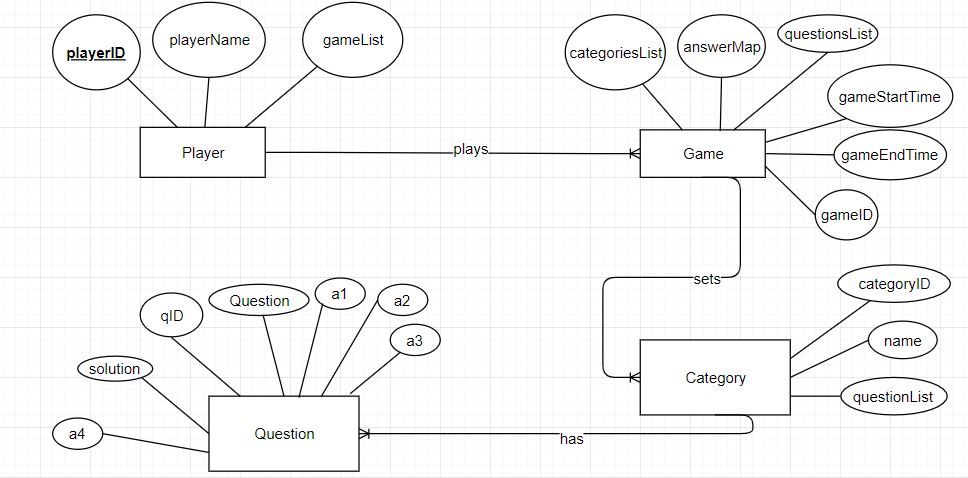 playerID
playerName
gameList
categoriesList
answerMap
questionsList
gameStartTime
Player
plays
Game
gameEndTime
gameID
sets
categoryID
qID
Question
a1
a2
a3
name
solution
Category
questionList
a4
Question
has